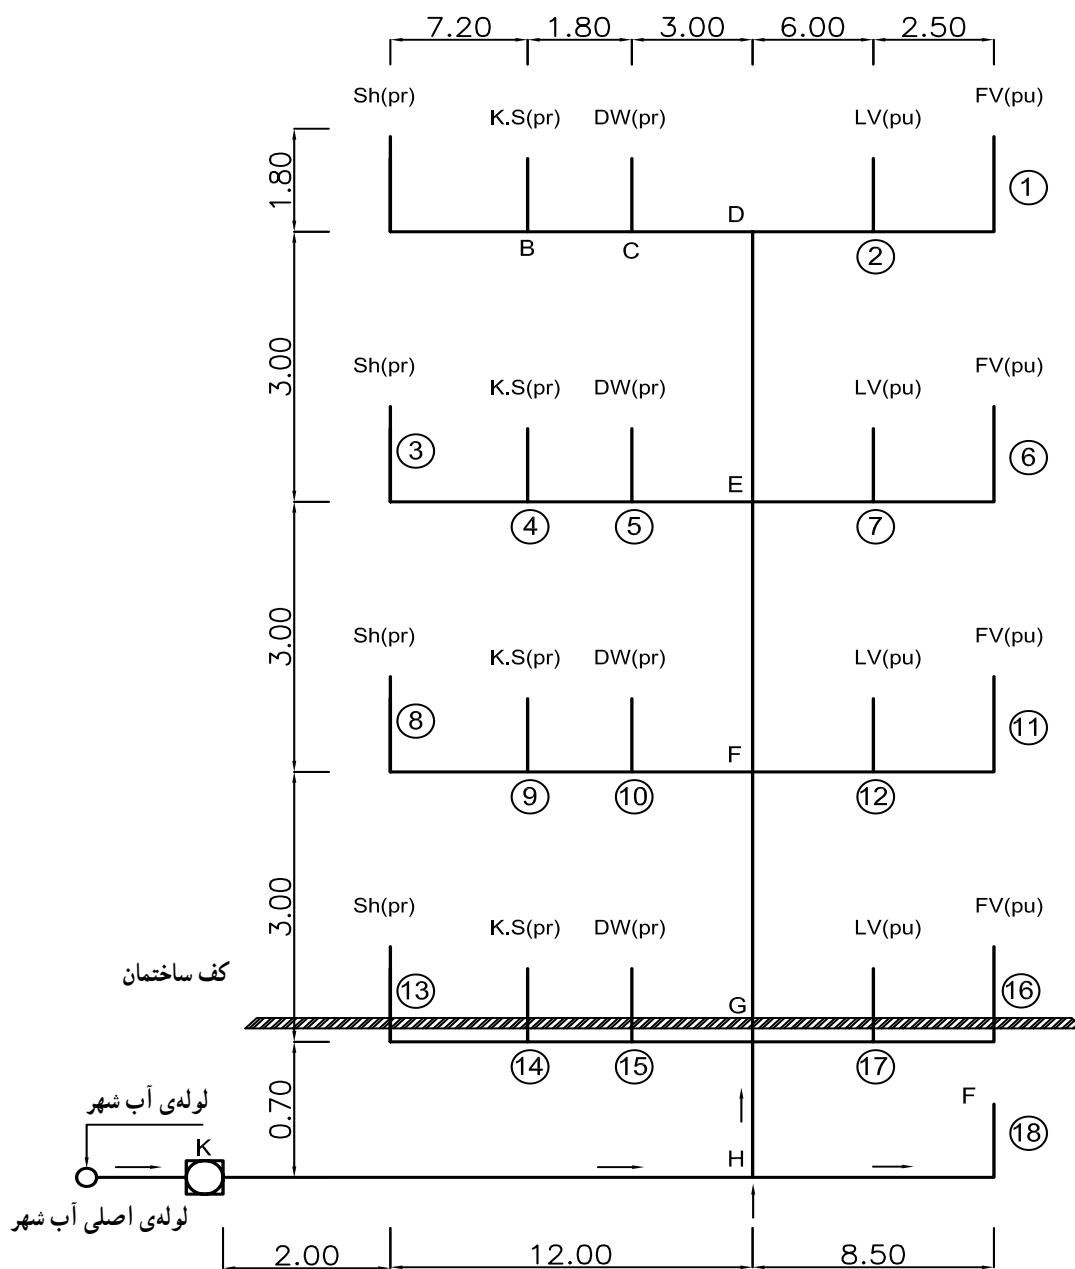 7.20 1.80 3.00 6.00 2.50
Sh(pr) FV(pu)
K.S(pr) DW(pr) LV(pu)
1.80
1
D
B C 2
3.00
Sh(pr) FV(pu)
K.S(pr) DW(pr) LV(pu)
3 6
E
4 5 7
3.00
Sh(pr) FV(pu)
K.S(pr) DW(pr) LV(pu)
8 11
F
9 10 12
3.00
Sh(pr) FV(pu)
K.S(pr) DW(pr) LV(pu)
کف ساختمان
13 16
G
14 15 17
0.70
لوله‌ی آب شهر
F
18
K
H
لوله‌ی اصلی آب شهر
2.00 12.00 8.50